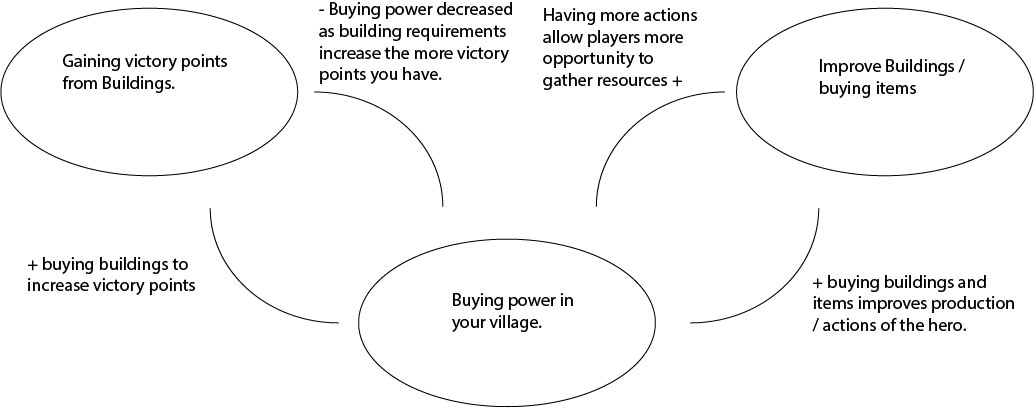 Gaining victory points
from Buildings.
- Buying power decreased
as building requirements
increase the more victory
points you have.
Having more actions
allow players more
opportunity to
gather resources +
Improve Buildings /
buying items
+ buying buildings to
increase victory points
Buying power in
your village.
+ buying buildings and
items improves production
/ actions of the hero.